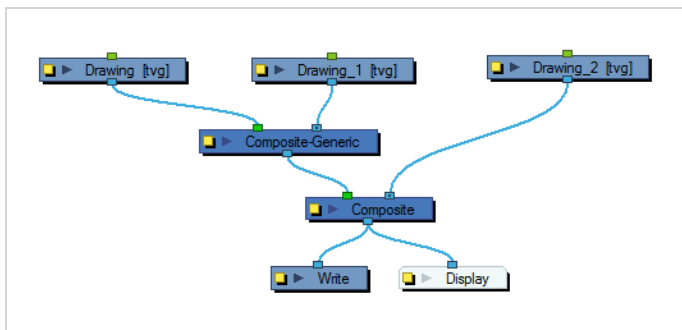 Drawing [tvg]
Drawing_1 [tvg]
Drawing_2 [tvg]
Composite-Generic
Composite
Write
Display